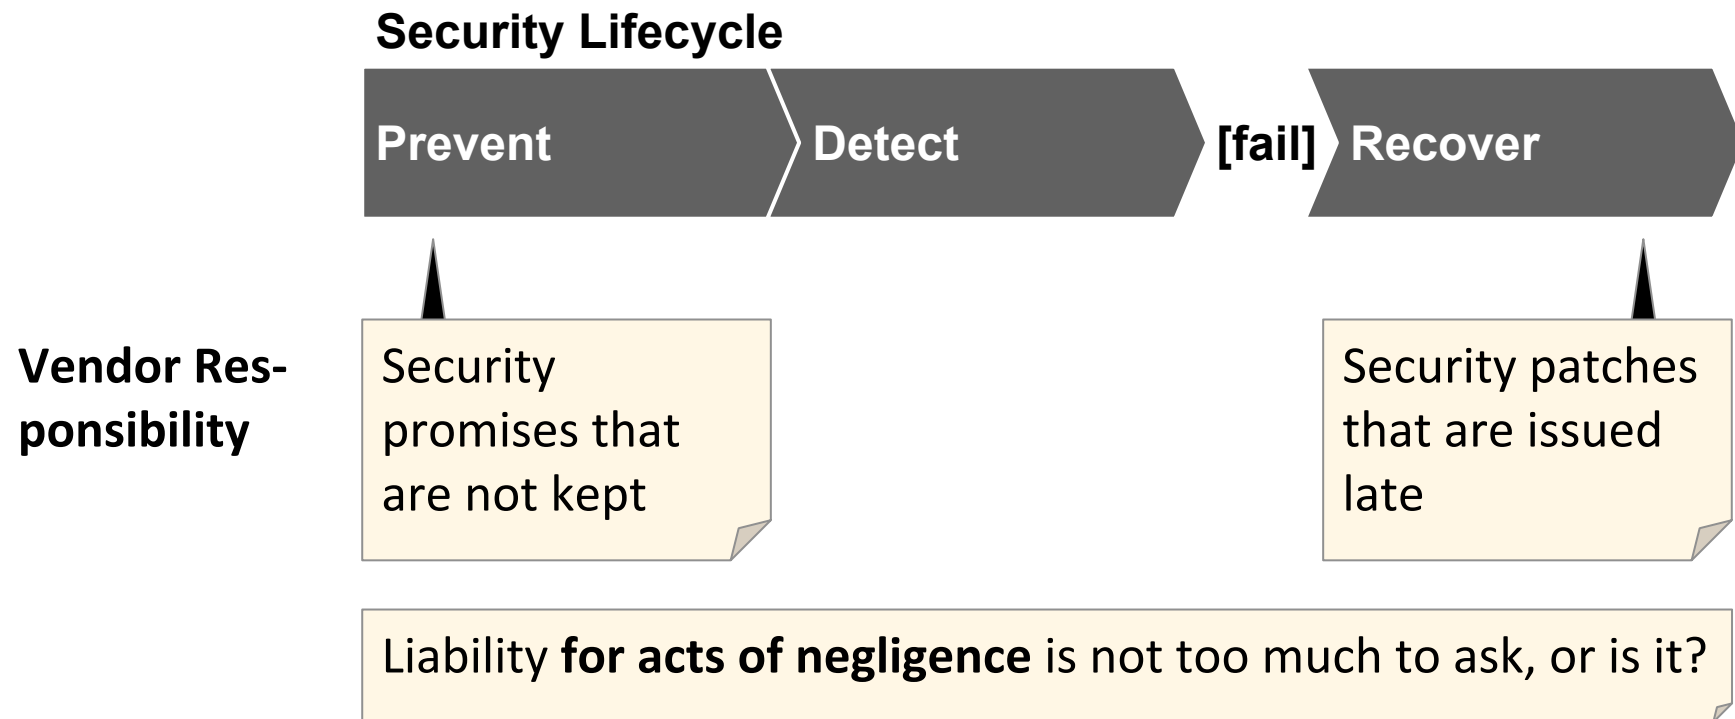 Security Lifecycle
Prevent
Detect
[fail]
Recover
Vendor Res-
ponsibility
Security
promises that
are not kept
Security patches
that are issued
late
Liability for acts of negligence is not too much to ask, or is it?